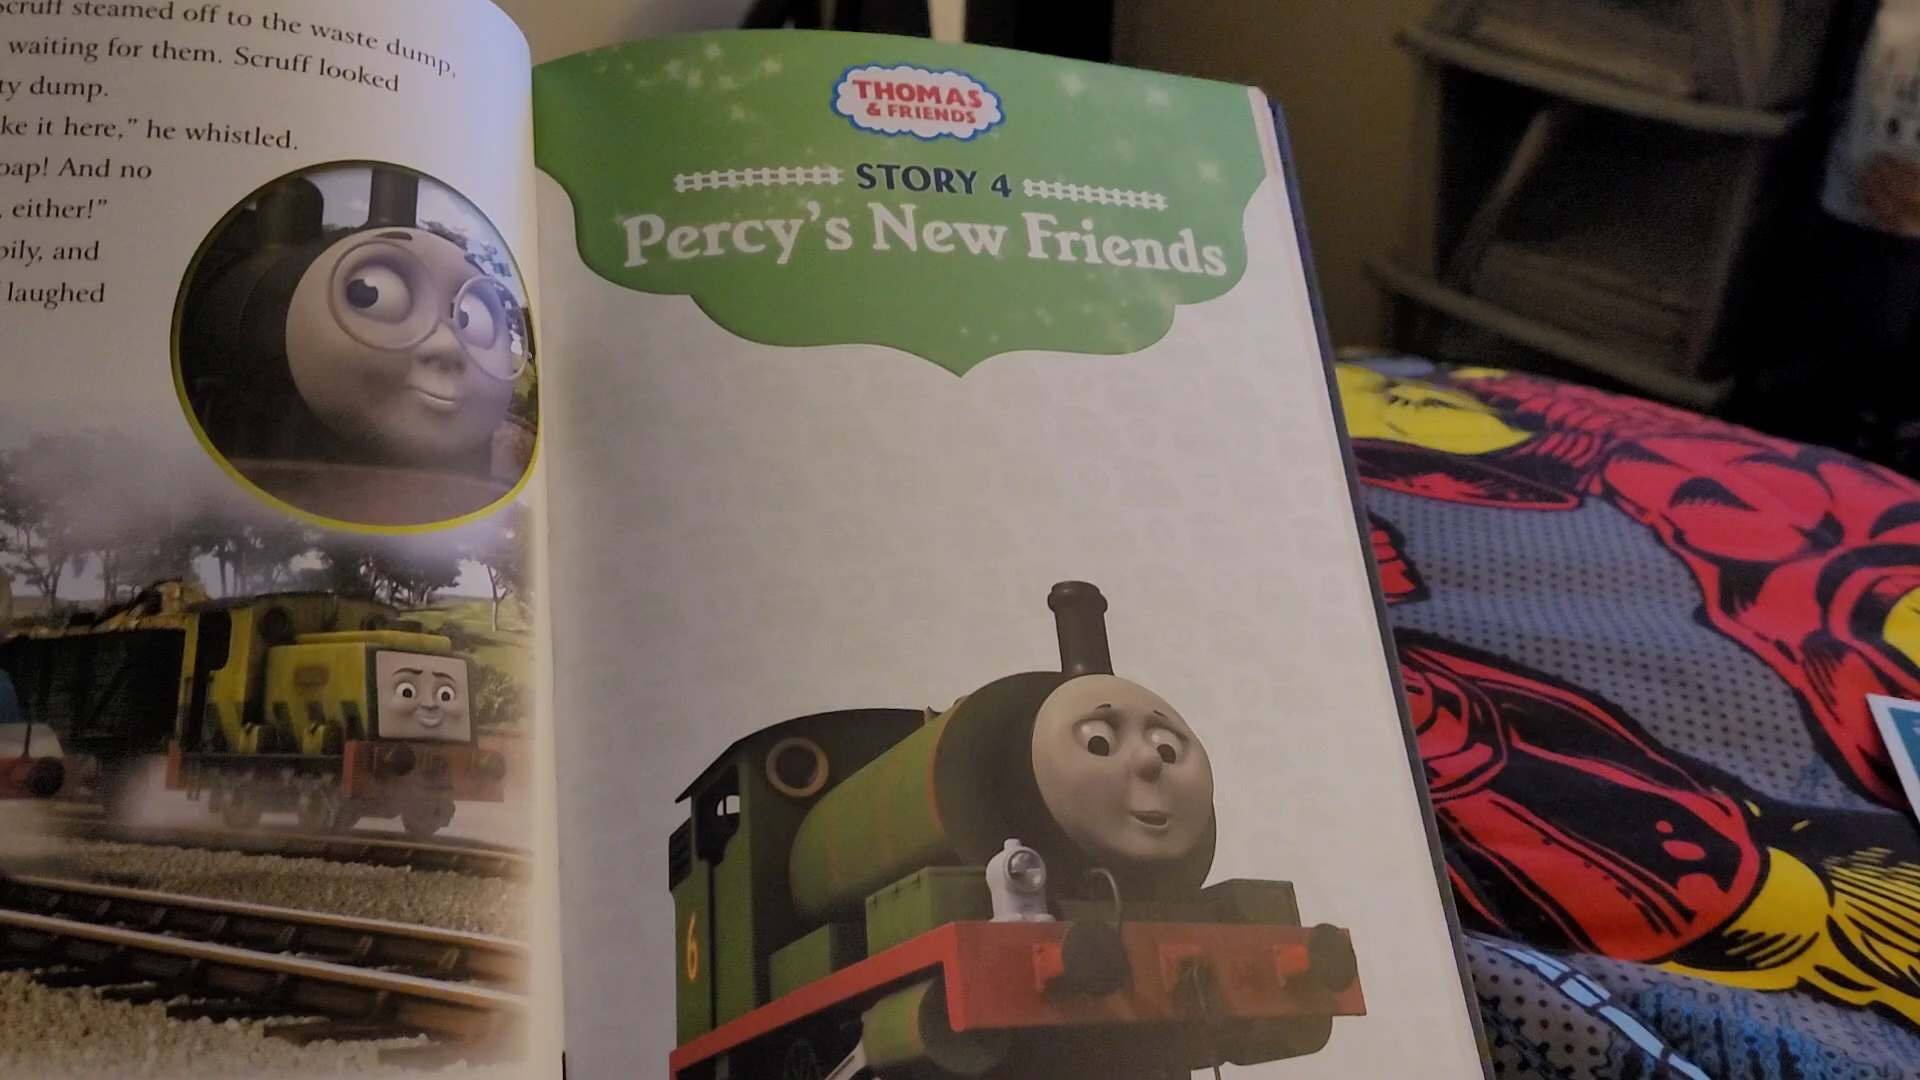 Scruff steamed off to the waste dump,
waiting for them. Scruff looked
ty dump.
ke it here,” he whistled.
oap! And no
, either!”
pily, and
laughed
THOMAS
& FRIENDS
STORY 4
Percy’s New Friends
6